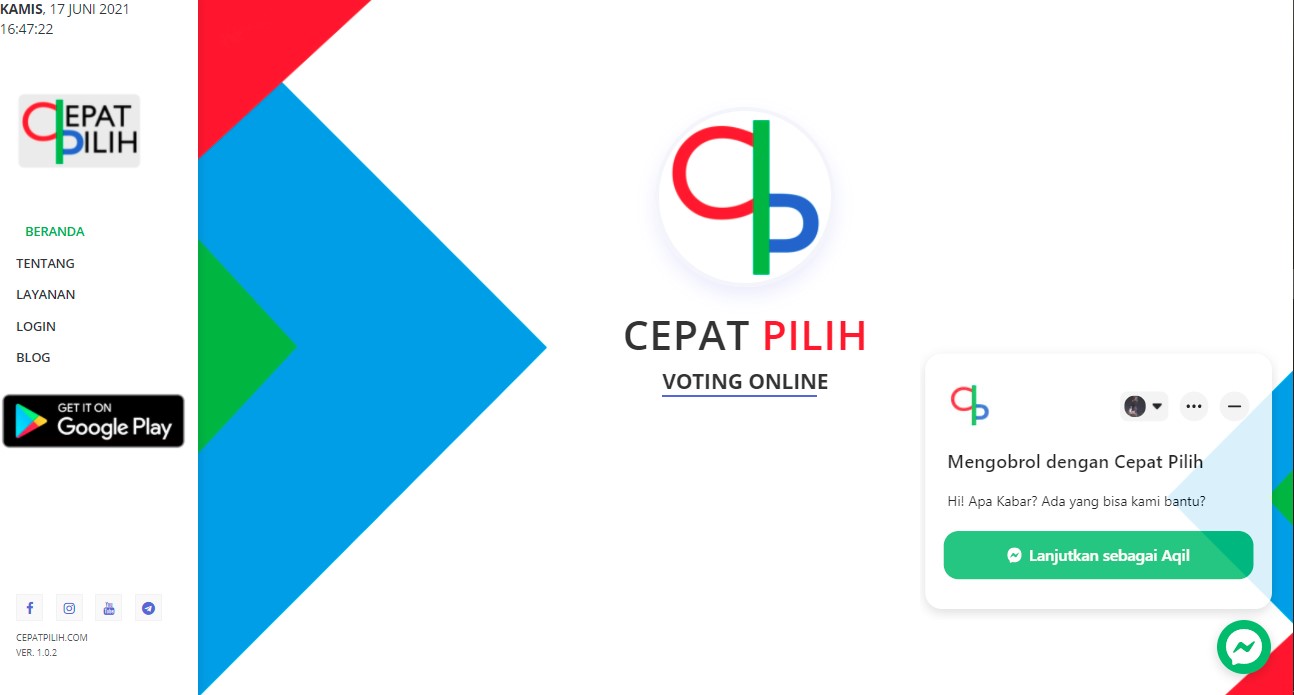 KAMIS, 17 JUNI 2021
16:47:22
CEPAT
PILIH
BERANDA
TENTANG
LAYANAN
LOGIN
BLOG
GET IT ON
Google Play
CEPATPILIH.COM
VER. 1.0.2
CEPAT PILIH
VOTING ONLINE
Mengobrol dengan Cepat Pilih
Hi! Apa Kabar? Ada yang bisa kami bantu?
Lanjutkan sebagai Aqil